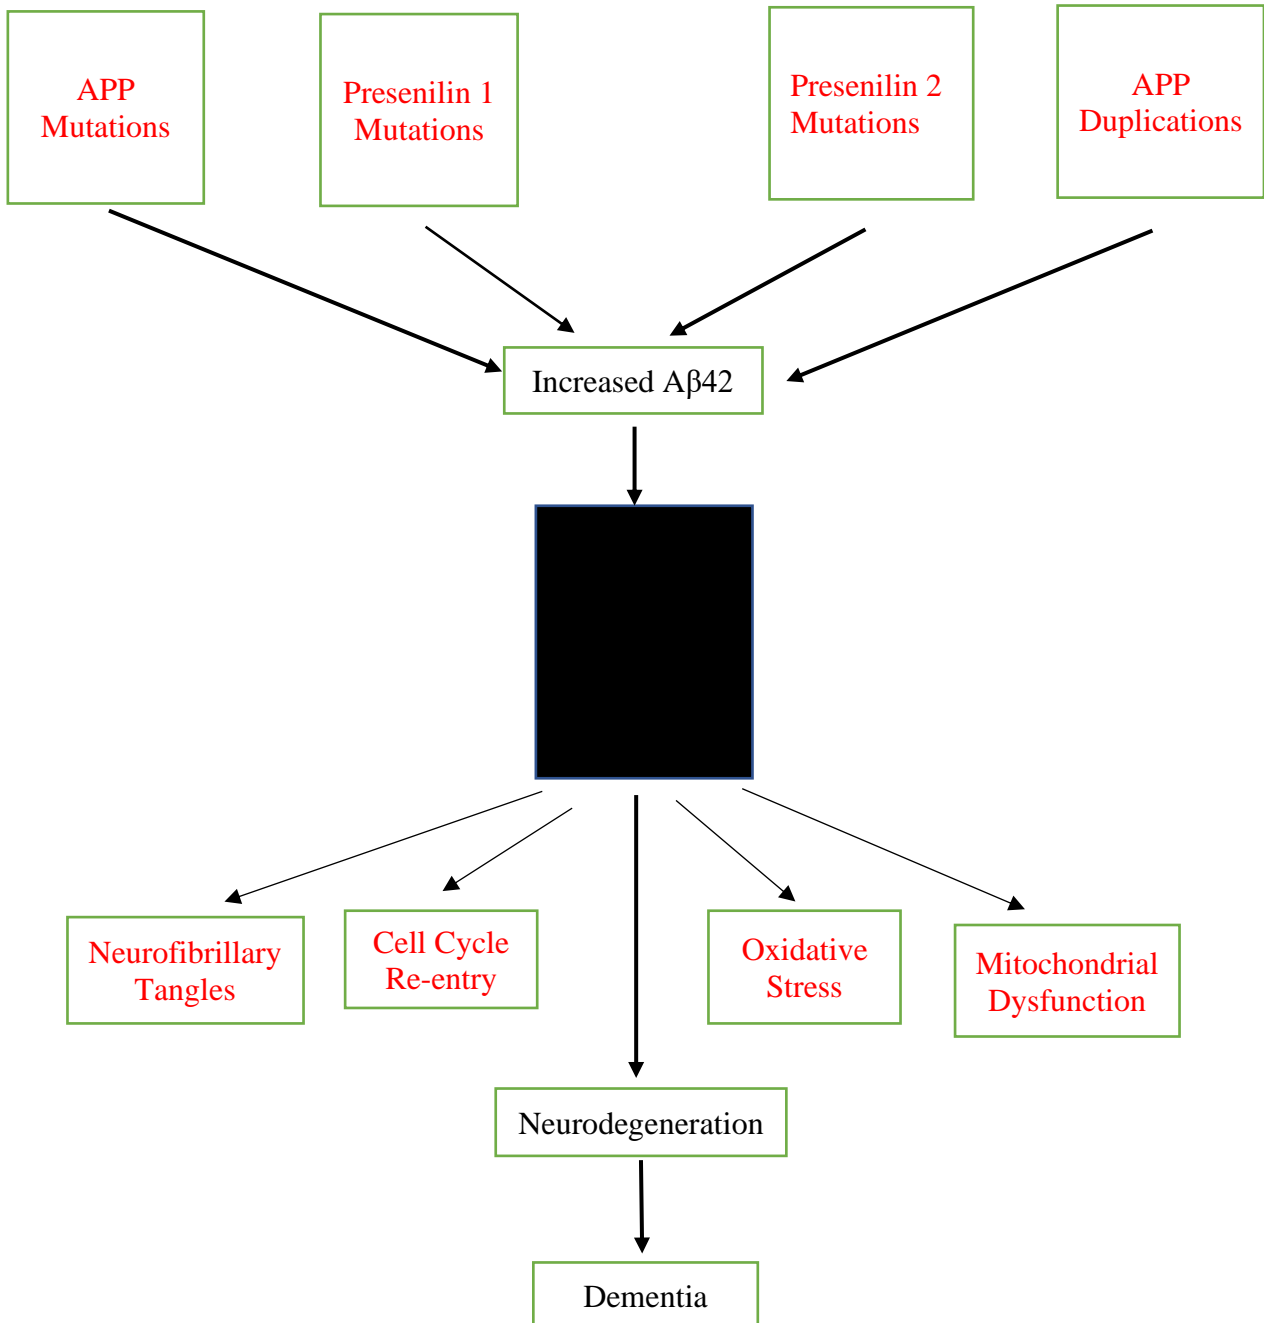 APP
Mutations
Presenilin 1
Mutations
Presenilin 2
Mutations
APP
Duplications
Increased Aβ42
Neurofibrillary
Tangles
Cell Cycle
Re-entry
Oxidative
Stress
Mitochondrial
Dysfunction
Neurodegeneration
Dementia